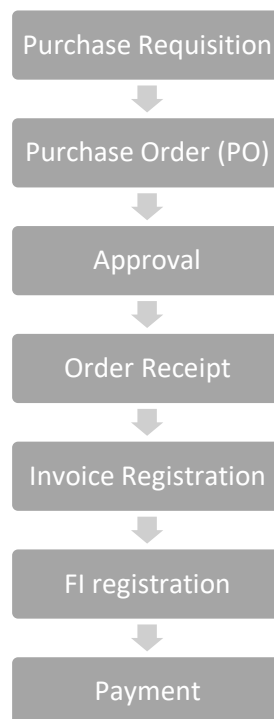 Purchase Requisition
Purchase Order (PO)
Approval
Order Receipt
Invoice Registration
FI registration
Payment